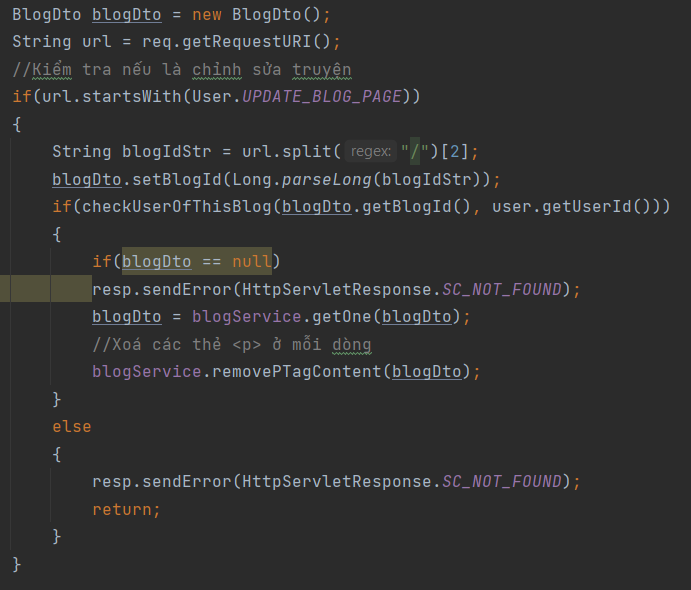 BlogDto blogDto = new BlogDto();
String url = req.getRequestURI();
//Kiểm tra nếu là chỉnh sửa truyện
if(url.startsWith(User.UPDATE_BLOG_PAGE))
{
String blogIdStr = url.split( regex: "/")[2];
blogDto.setBlogId(Long.parseLong(blogIdStr));
if(checkUserOfThisBlog(blogDto.getBlogId(), user.getUserId()))
{
if(blogDto == null)
resp.sendError(HttpServletResponse.SC_NOT_FOUND);
blogDto = blogService.getOne(blogDto);
//Xoá các thẻ <p> ở mỗi dòng
blogService.removePTagContent(blogDto);
}
else
{
resp.sendError(HttpServletResponse.SC_NOT_FOUND);
return;
}
}